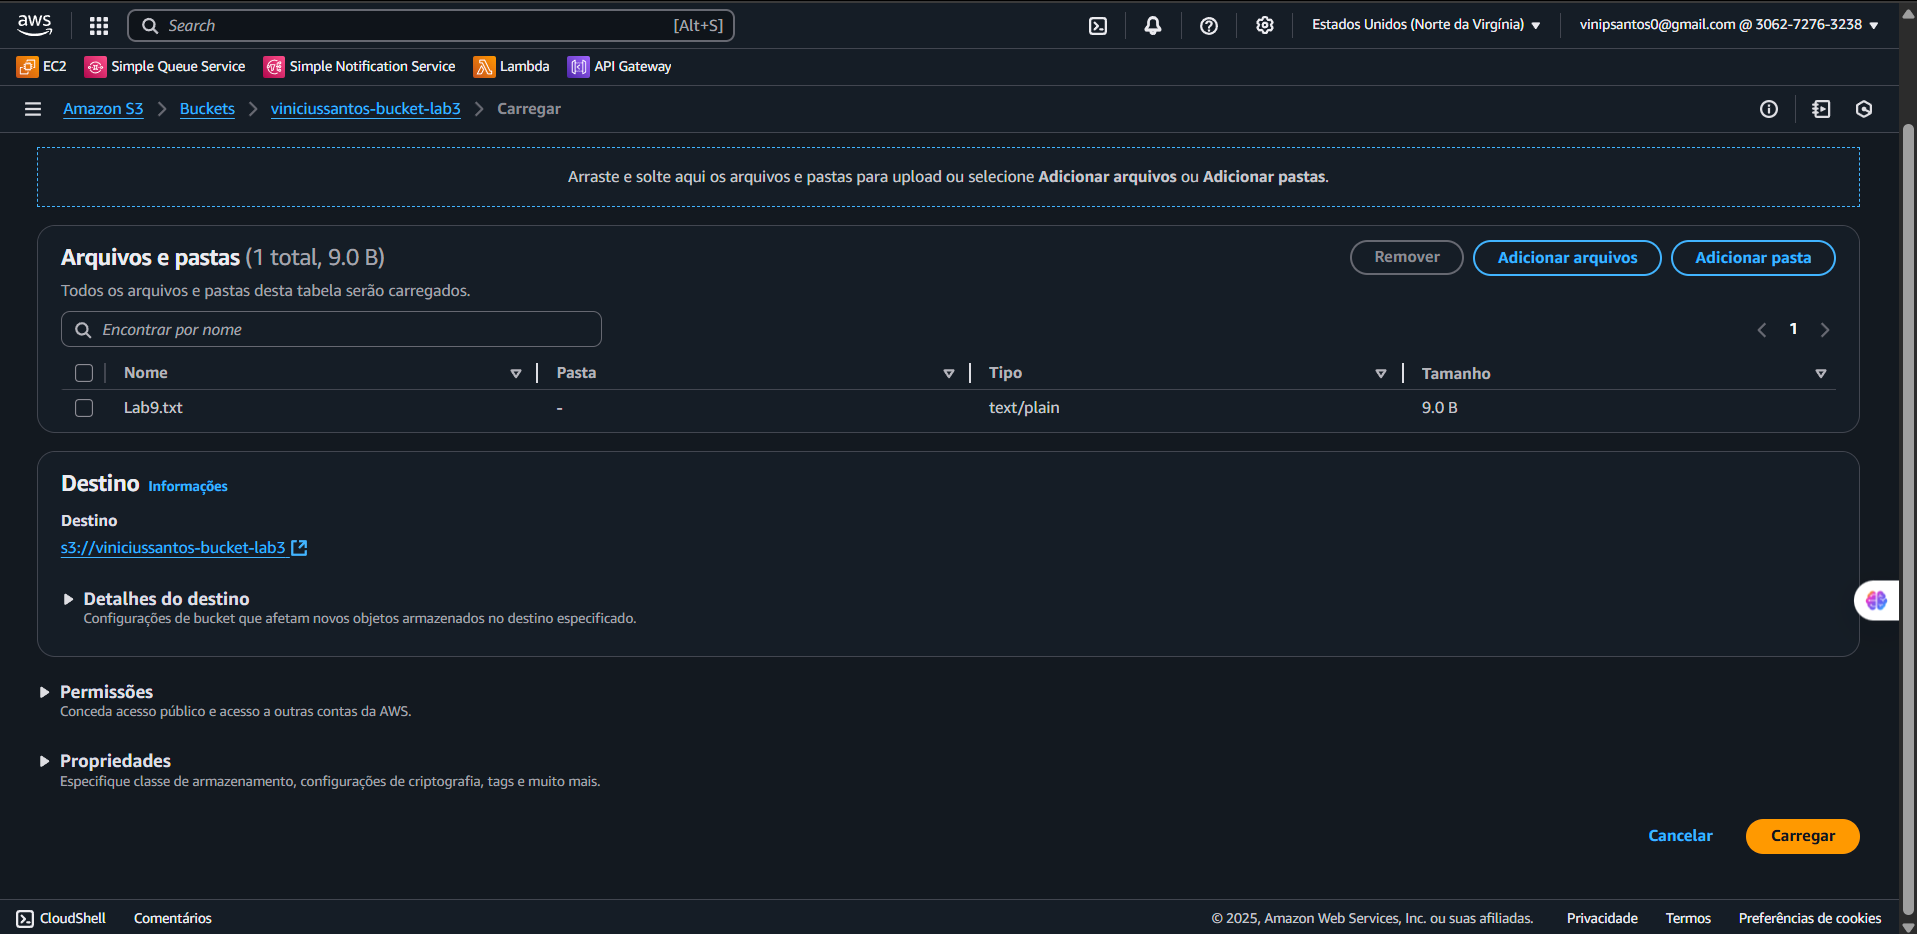 aws Search [Alt+S] Estados Unidos (Norte da Virgínia) vinipsantos0@gmail.com @ 3062-7276-3238
EC2 Simple Queue Service Simple Notification Service Lambda API Gateway
Amazon S3 Buckets viniciussantos-bucket-lab3 Carregar
Arraste e solte aqui os arquivos e pastas para upload ou selecione Adicionar arquivos ou Adicionar pastas.
Arquivos e pastas (1 total, 9.0 B) Remover Adicionar arquivos Adicionar pasta
Todos os arquivos e pastas desta tabela serão carregados.
Encontrar por nome 1
Nome Pasta Tipo Tamanho
Lab9.txt - text/plain 9.0 B
Destino Informações
Destino
s3://viniciussantos-bucket-lab3
Detalhes do destino
Configurações de bucket que afetam novos objetos armazenados no destino especificado.
Permissões
Conceda acesso público e acesso a outras contas da AWS.
Propriedades
Especifique classe de armazenamento, configurações de criptografia, tags e muito mais.
Cancelar Carregar
CloudShell Comentários © 2025, Amazon Web Services, Inc. ou suas afiliadas. Privacidade Termos Preferências de cookies